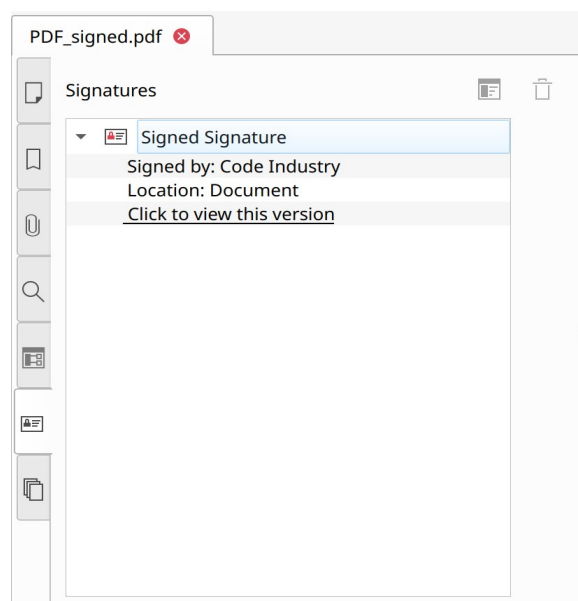 PDF_signed.pdf
Signatures
Signed Signature
Signed by: Code Industry
Location: Document
Click to view this version